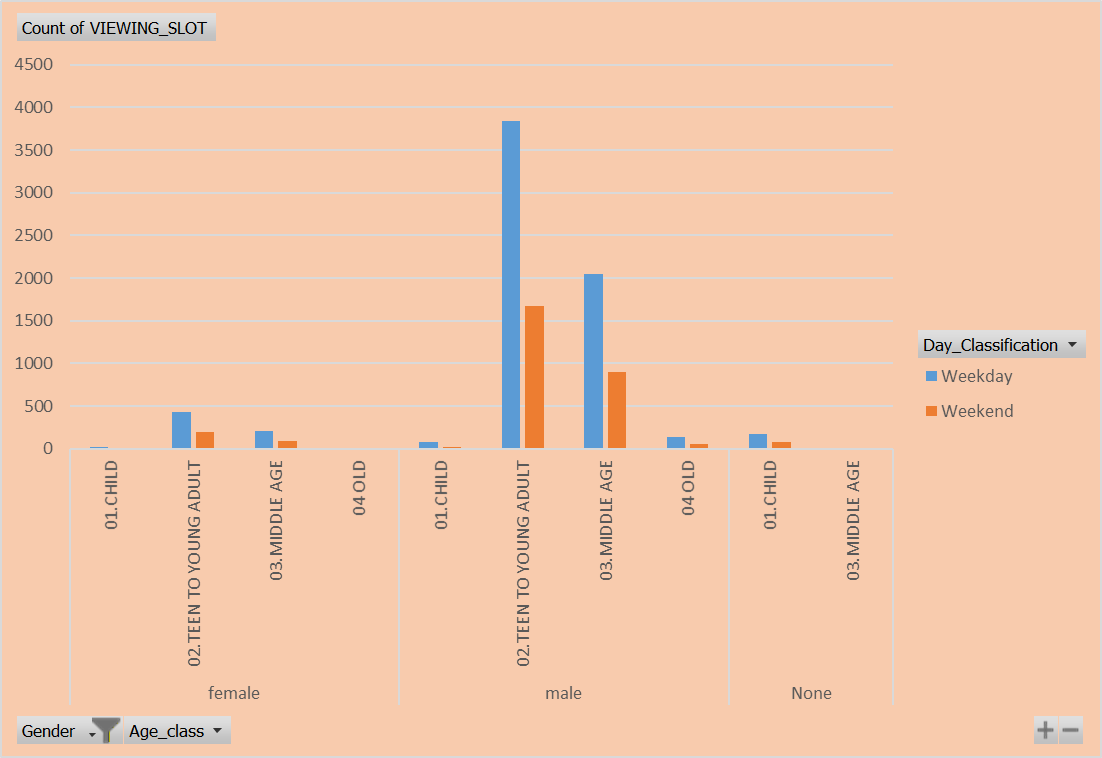 Count of VIEWING_SLOT
4500
4000
3500
3000
2500
2000
1500
1000
500
0
01.CHILD
02.TEEN TO YOUNG ADULT
03.MIDDLE AGE
04 OLD
01.CHILD
02.TEEN TO YOUNG ADULT
03.MIDDLE AGE
04 OLD
01.CHILD
03.MIDDLE AGE
female male None
Day_Classification
Weekday
Weekend
Gender Age_class